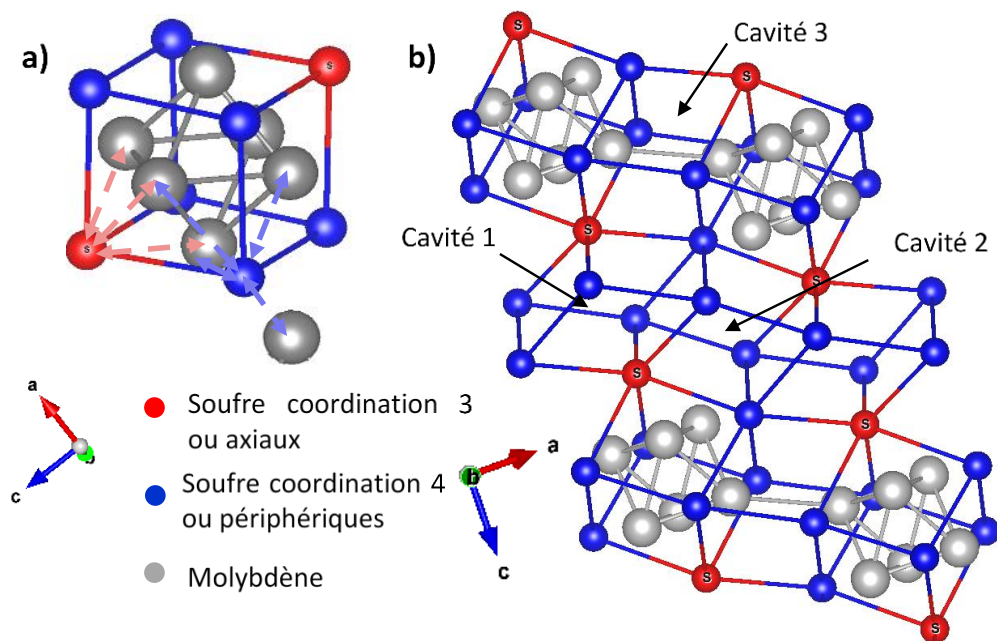 a)
s
s
a
b
c
Soufre coordination 3
ou axiaux
Soufre coordination 4
ou périphériques
Molybdène
b)
Cavité 3
S
S
Cavité 1
Cavité 2
S
S
S
S
S
S
a
b
c